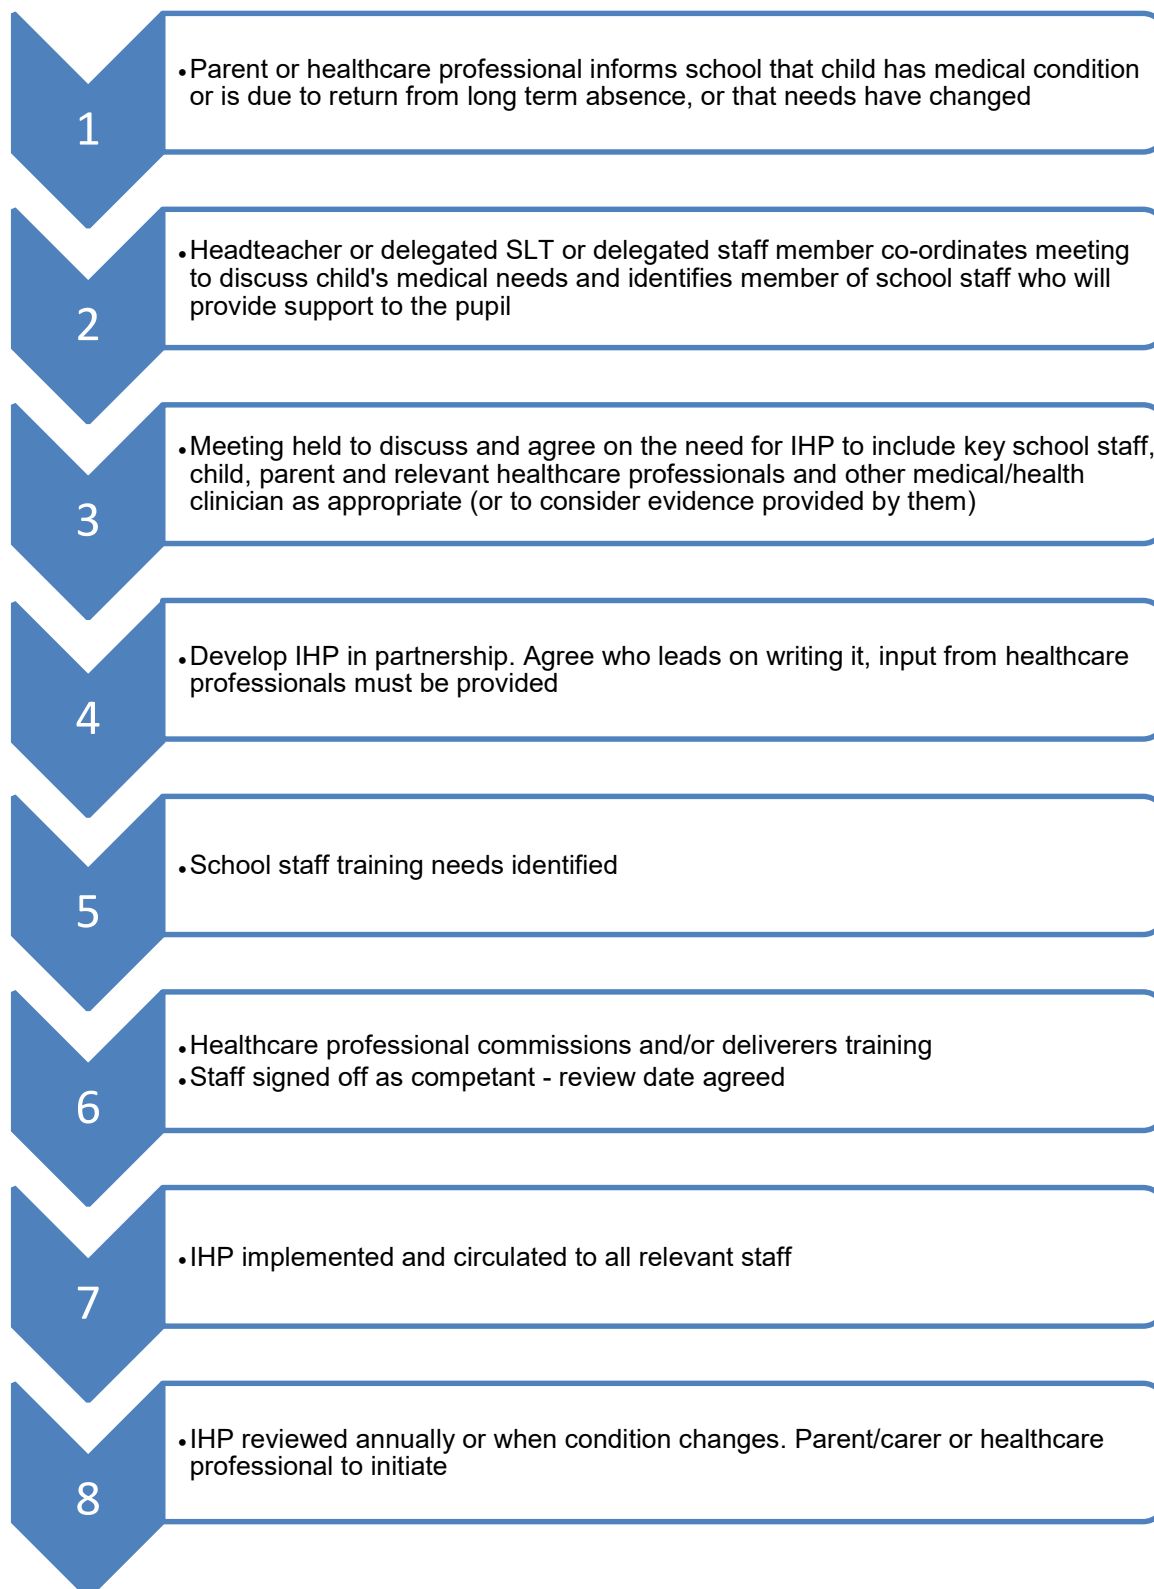 1
•Parent or healthcare professional informs school that child has medical condition
or is due to return from long term absence, or that needs have changed
2
•Headteacher or delegated SLT or delegated staff member co-ordinates meeting
to discuss child's medical needs and identifies member of school staff who will
provide support to the pupil
3
•Meeting held to discuss and agree on the need for IHP to include key school staff,
child, parent and relevant healthcare professionals and other medical/health
clinician as appropriate (or to consider evidence provided by them)
4
•Develop IHP in partnership. Agree who leads on writing it, input from healthcare
professionals must be provided
5
•School staff training needs identified
6
•Healthcare professional commissions and/or deliverers training
•Staff signed off as competant - review date agreed
7
•IHP implemented and circulated to all relevant staff
8
•IHP reviewed annually or when condition changes. Parent/carer or healthcare
professional to initiate